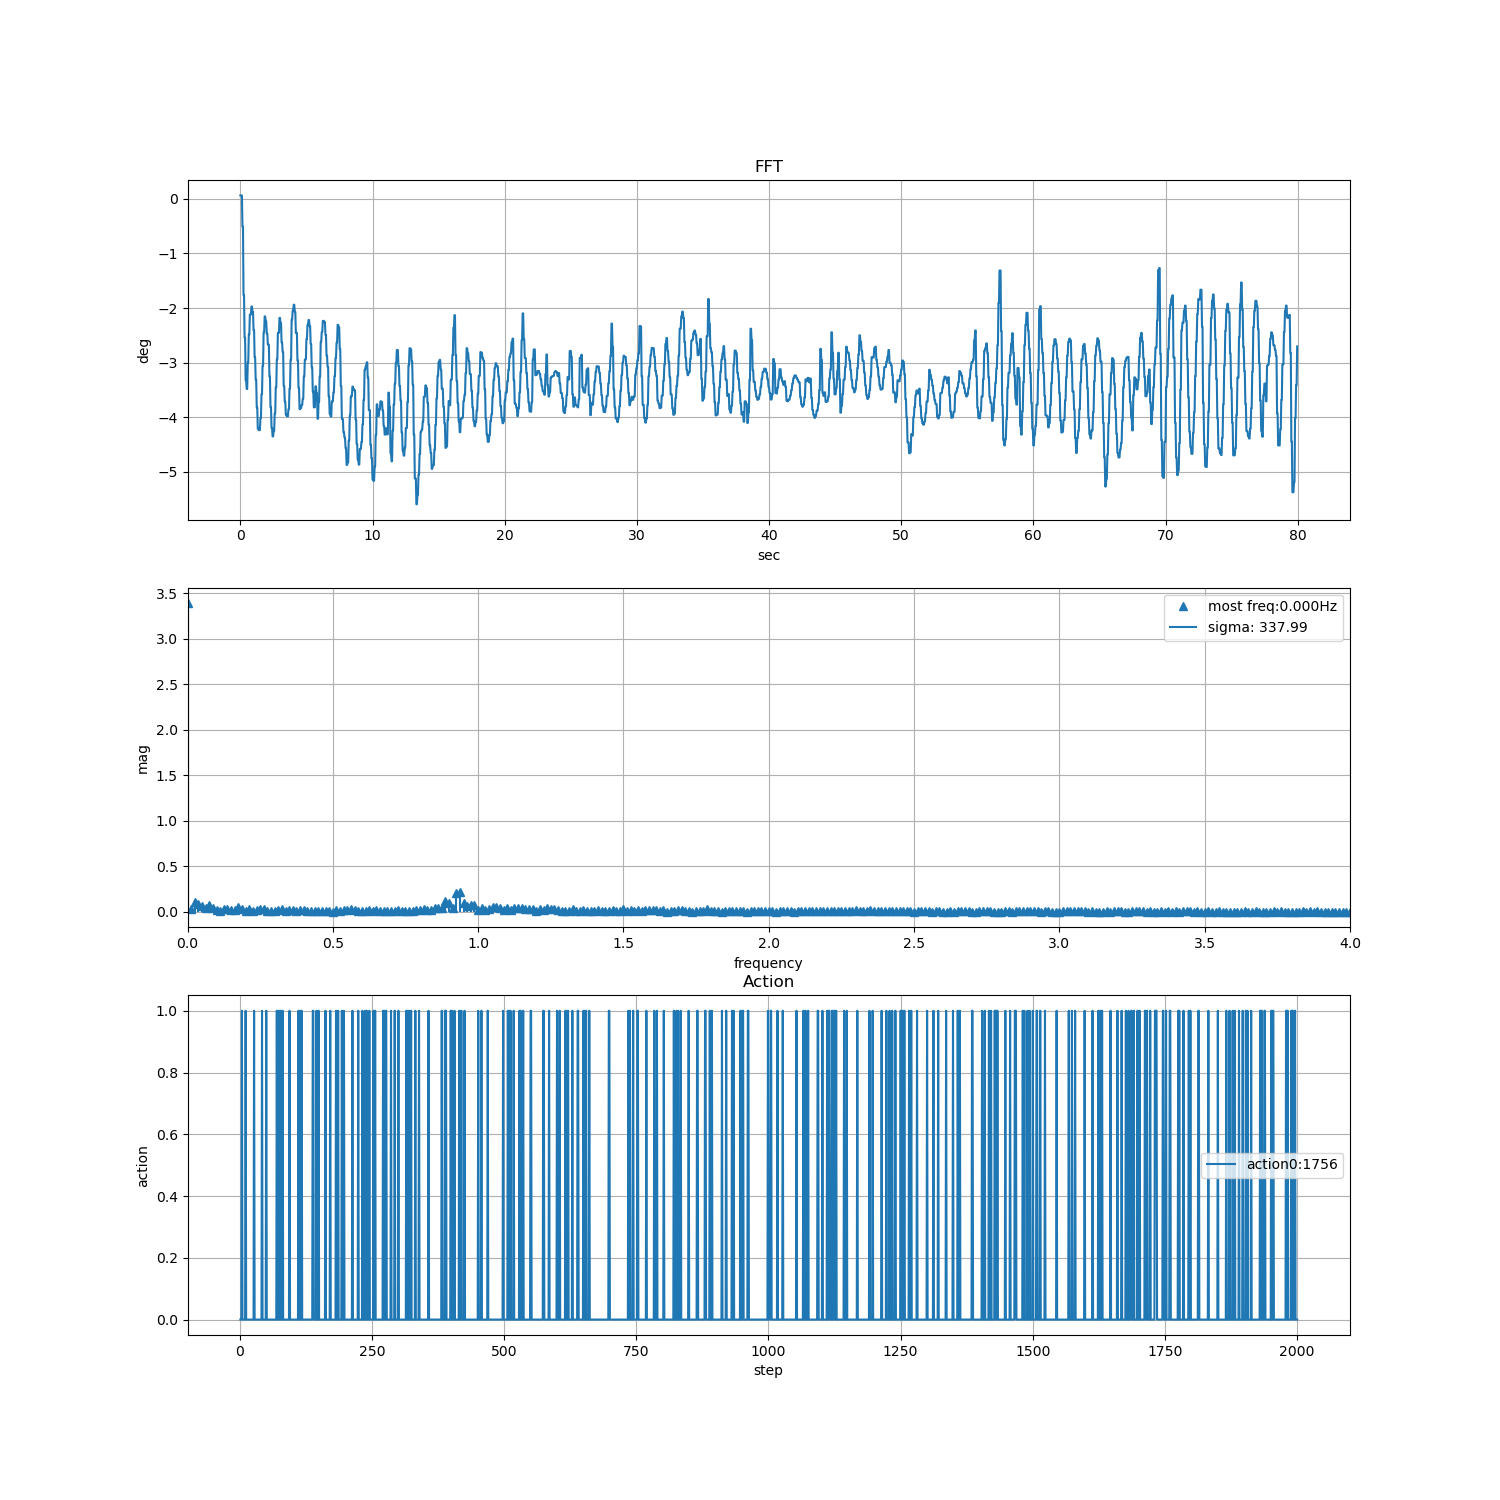 FFT
0
−1
−2
−3
−4
−5
deg
0 10 20 30 40 50 60 70 80
sec
3.5
3.0
2.5
2.0
1.5
1.0
0.5
0.0
mag
most freq:0.000Hz
sigma: 337.99
0.0 0.5 1.0 1.5 2.0 2.5 3.0 3.5 4.0
frequency
Action
1.0
0.8
0.6
0.4
0.2
0.0
action
action0:1756
0 250 500 750 1000 1250 1500 1750 2000
step